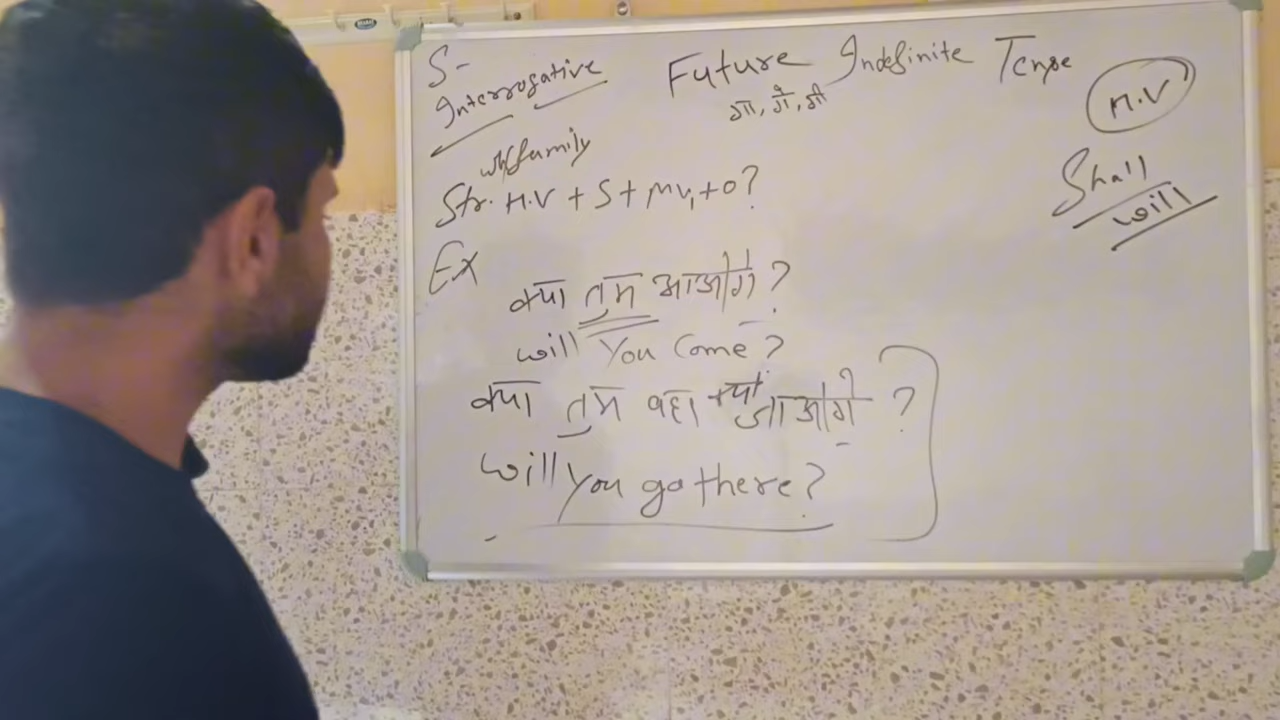 S- Future Indefinite Tense
Interrogative गा, गे, गी H.V
wh family Shall
Str. H.V + S + MV₁ + O? will
Ex
क्या तुम आओगे ?
will You Come ?
क्या तुम वहा क्यों जाओगे ?
will you go there ?